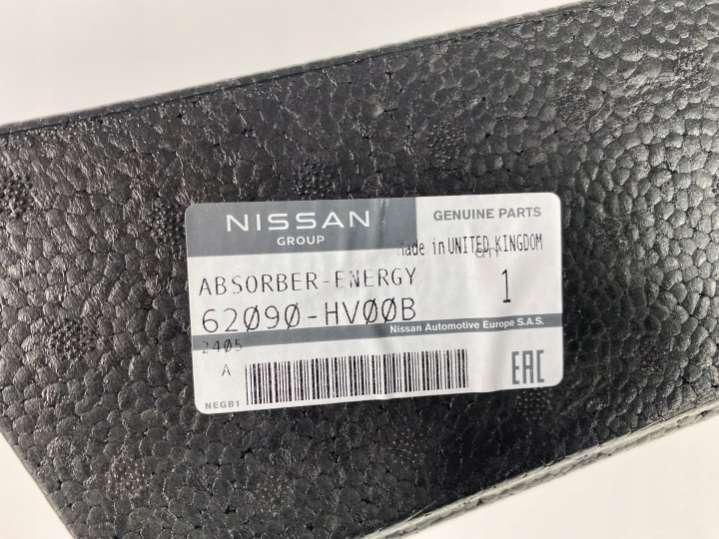 NISSAN
GROUP
GENUINE PARTS
Made in UNITED KINGDOM
ABSORBER-ENERGY
1
62090-HV00B
Nissan Automotive Europe S.A.S.
2405
A
NEGB1
EAC